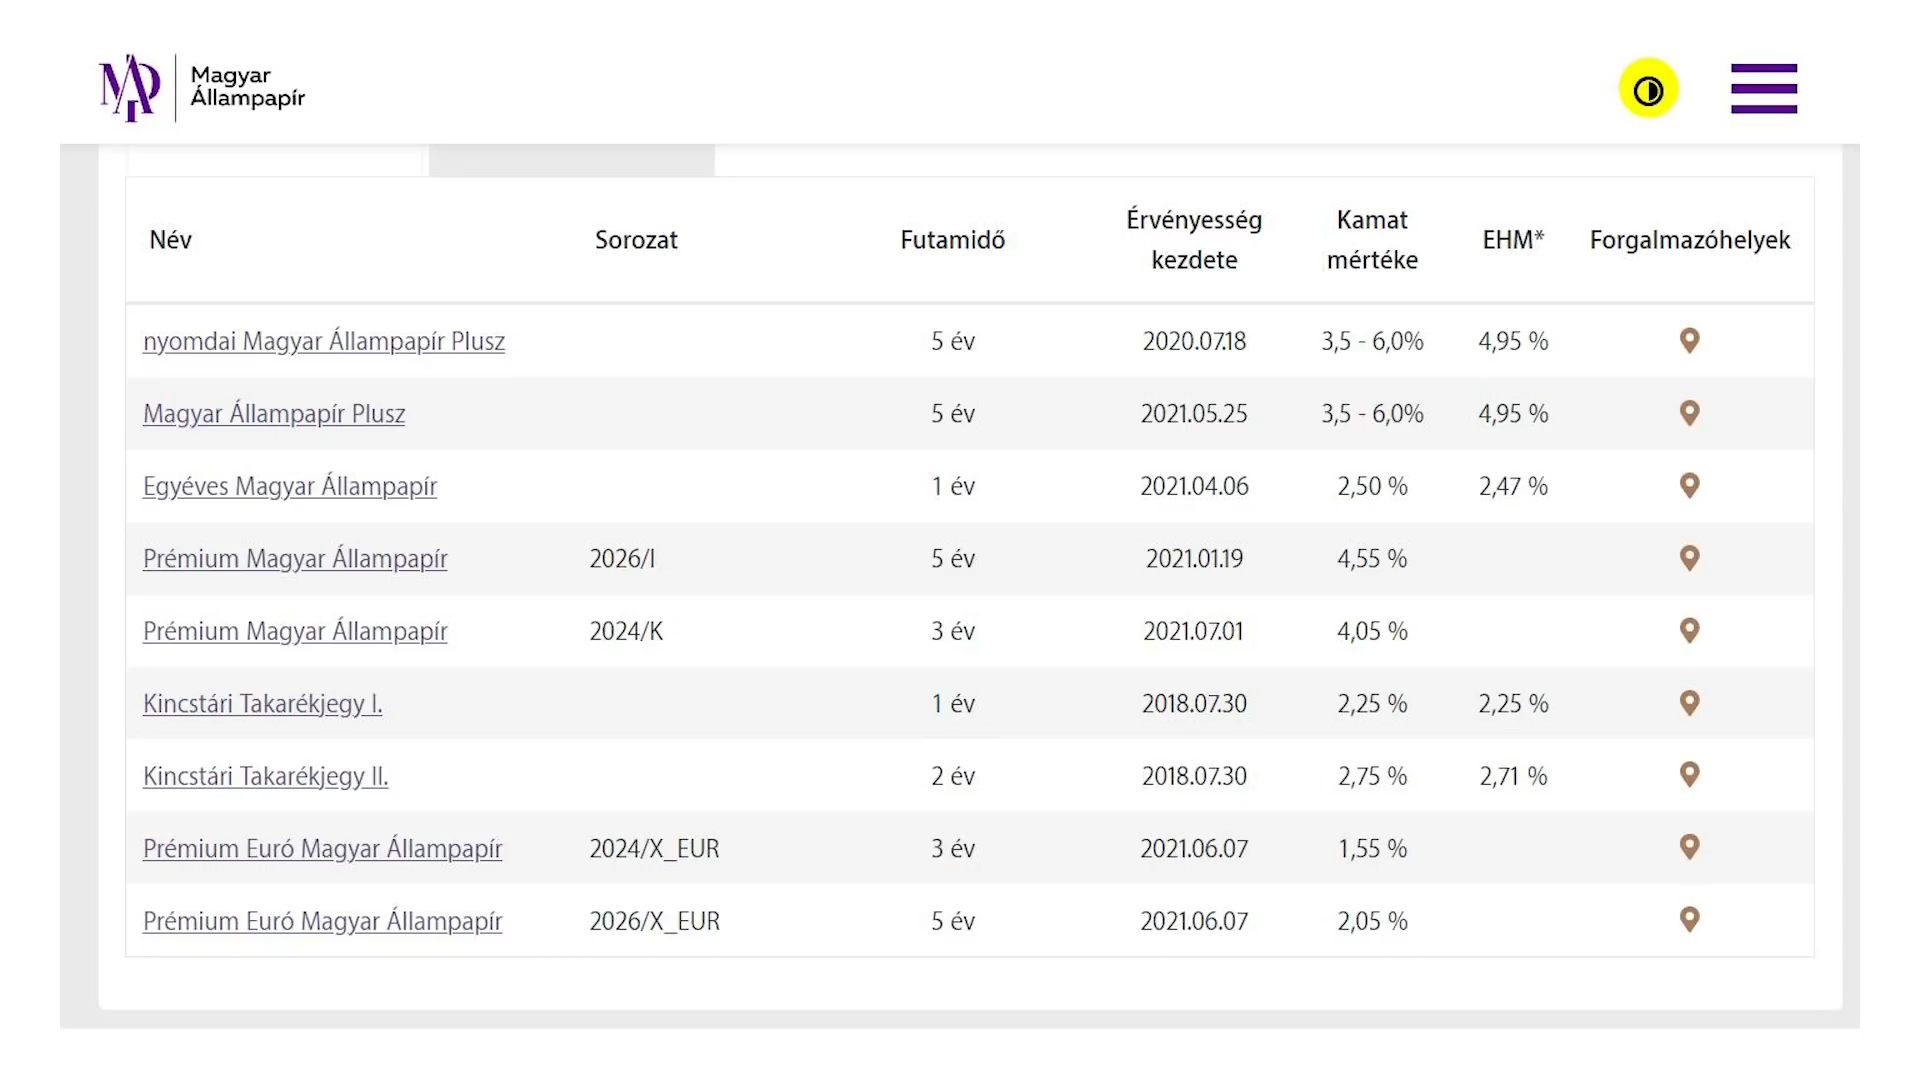 Magyar
Állampapír
Név Sorozat Futamidő Érvényesség kezdete Kamat mértéke EHM* Forgalmazóhelyek
nyomdai Magyar Állampapír Plusz 5 év 2020.07.18 3,5 - 6,0% 4,95 %
Magyar Állampapír Plusz 5 év 2021.05.25 3,5 - 6,0% 4,95 %
Egyéves Magyar Állampapír 1 év 2021.04.06 2,50 % 2,47 %
Prémium Magyar Állampapír 2026/I 5 év 2021.01.19 4,55 %
Prémium Magyar Állampapír 2024/K 3 év 2021.07.01 4,05 %
Kincstári Takarékjegy I. 1 év 2018.07.30 2,25 % 2,25 %
Kincstári Takarékjegy II. 2 év 2018.07.30 2,75 % 2,71 %
Prémium Euró Magyar Állampapír 2024/X_EUR 3 év 2021.06.07 1,55 %
Prémium Euró Magyar Állampapír 2026/X_EUR 5 év 2021.06.07 2,05 %